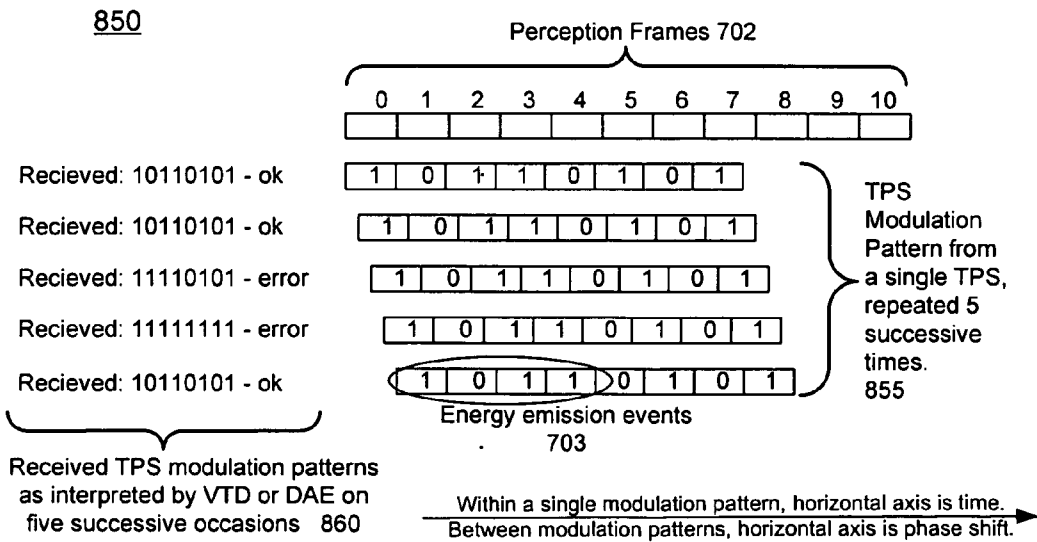 850
Perception Frames 702
0 1 2 3 4 5 6 7 8 9 10
Recieved: 10110101 - ok
1 0 1 1 0 1 0 1
Recieved: 10110101 - ok
1 0 1 1 0 1 0 1
Recieved: 11110101 - error
1 0 1 1 0 1 0 1
Recieved: 11111111 - error
1 0 1 1 0 1 0 1
Recieved: 10110101 - ok
1 0 1 1 0 1 0 1
TPS
Modulation
Pattern from
a single TPS,
repeated 5
successive
times.
855
Energy emission events
703
Received TPS modulation patterns
as interpreted by VTD or DAE on
five successive occasions 860
Within a single modulation pattern, horizontal axis is time.
Between modulation patterns, horizontal axis is phase shift.